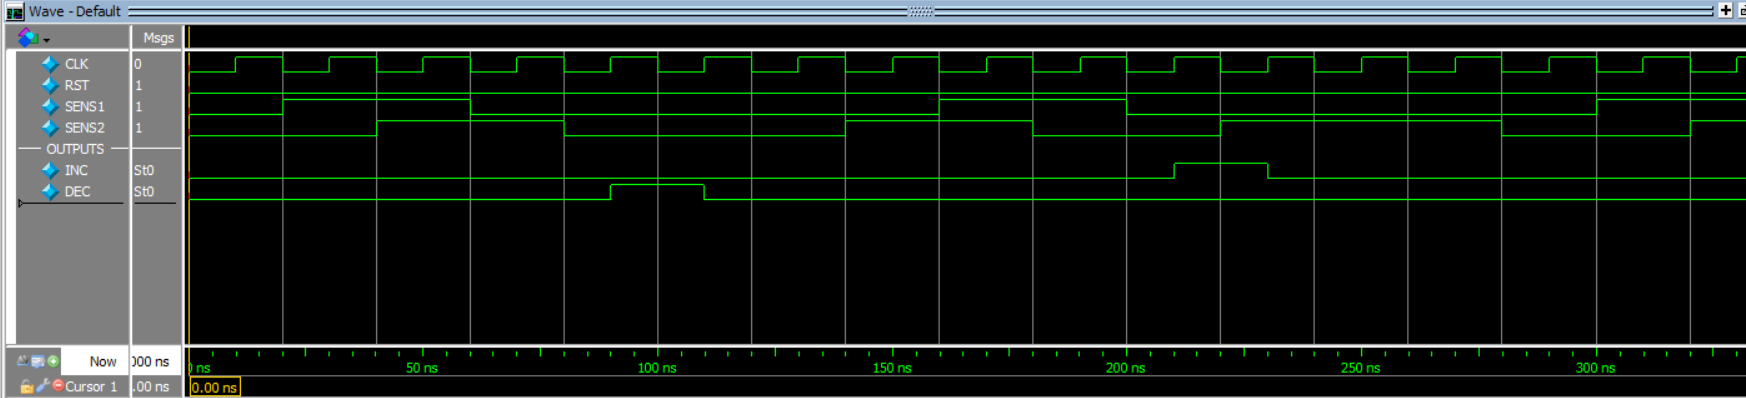 Wave - Default
Msgs
CLK 0
RST 1
SENS1 1
SENS2 1
OUTPUTS
INC St0
DEC St0
Now 000 ns
Cursor 1 .00 ns
ns 50 ns 100 ns 150 ns 200 ns 250 ns 300 ns
0.00 ns